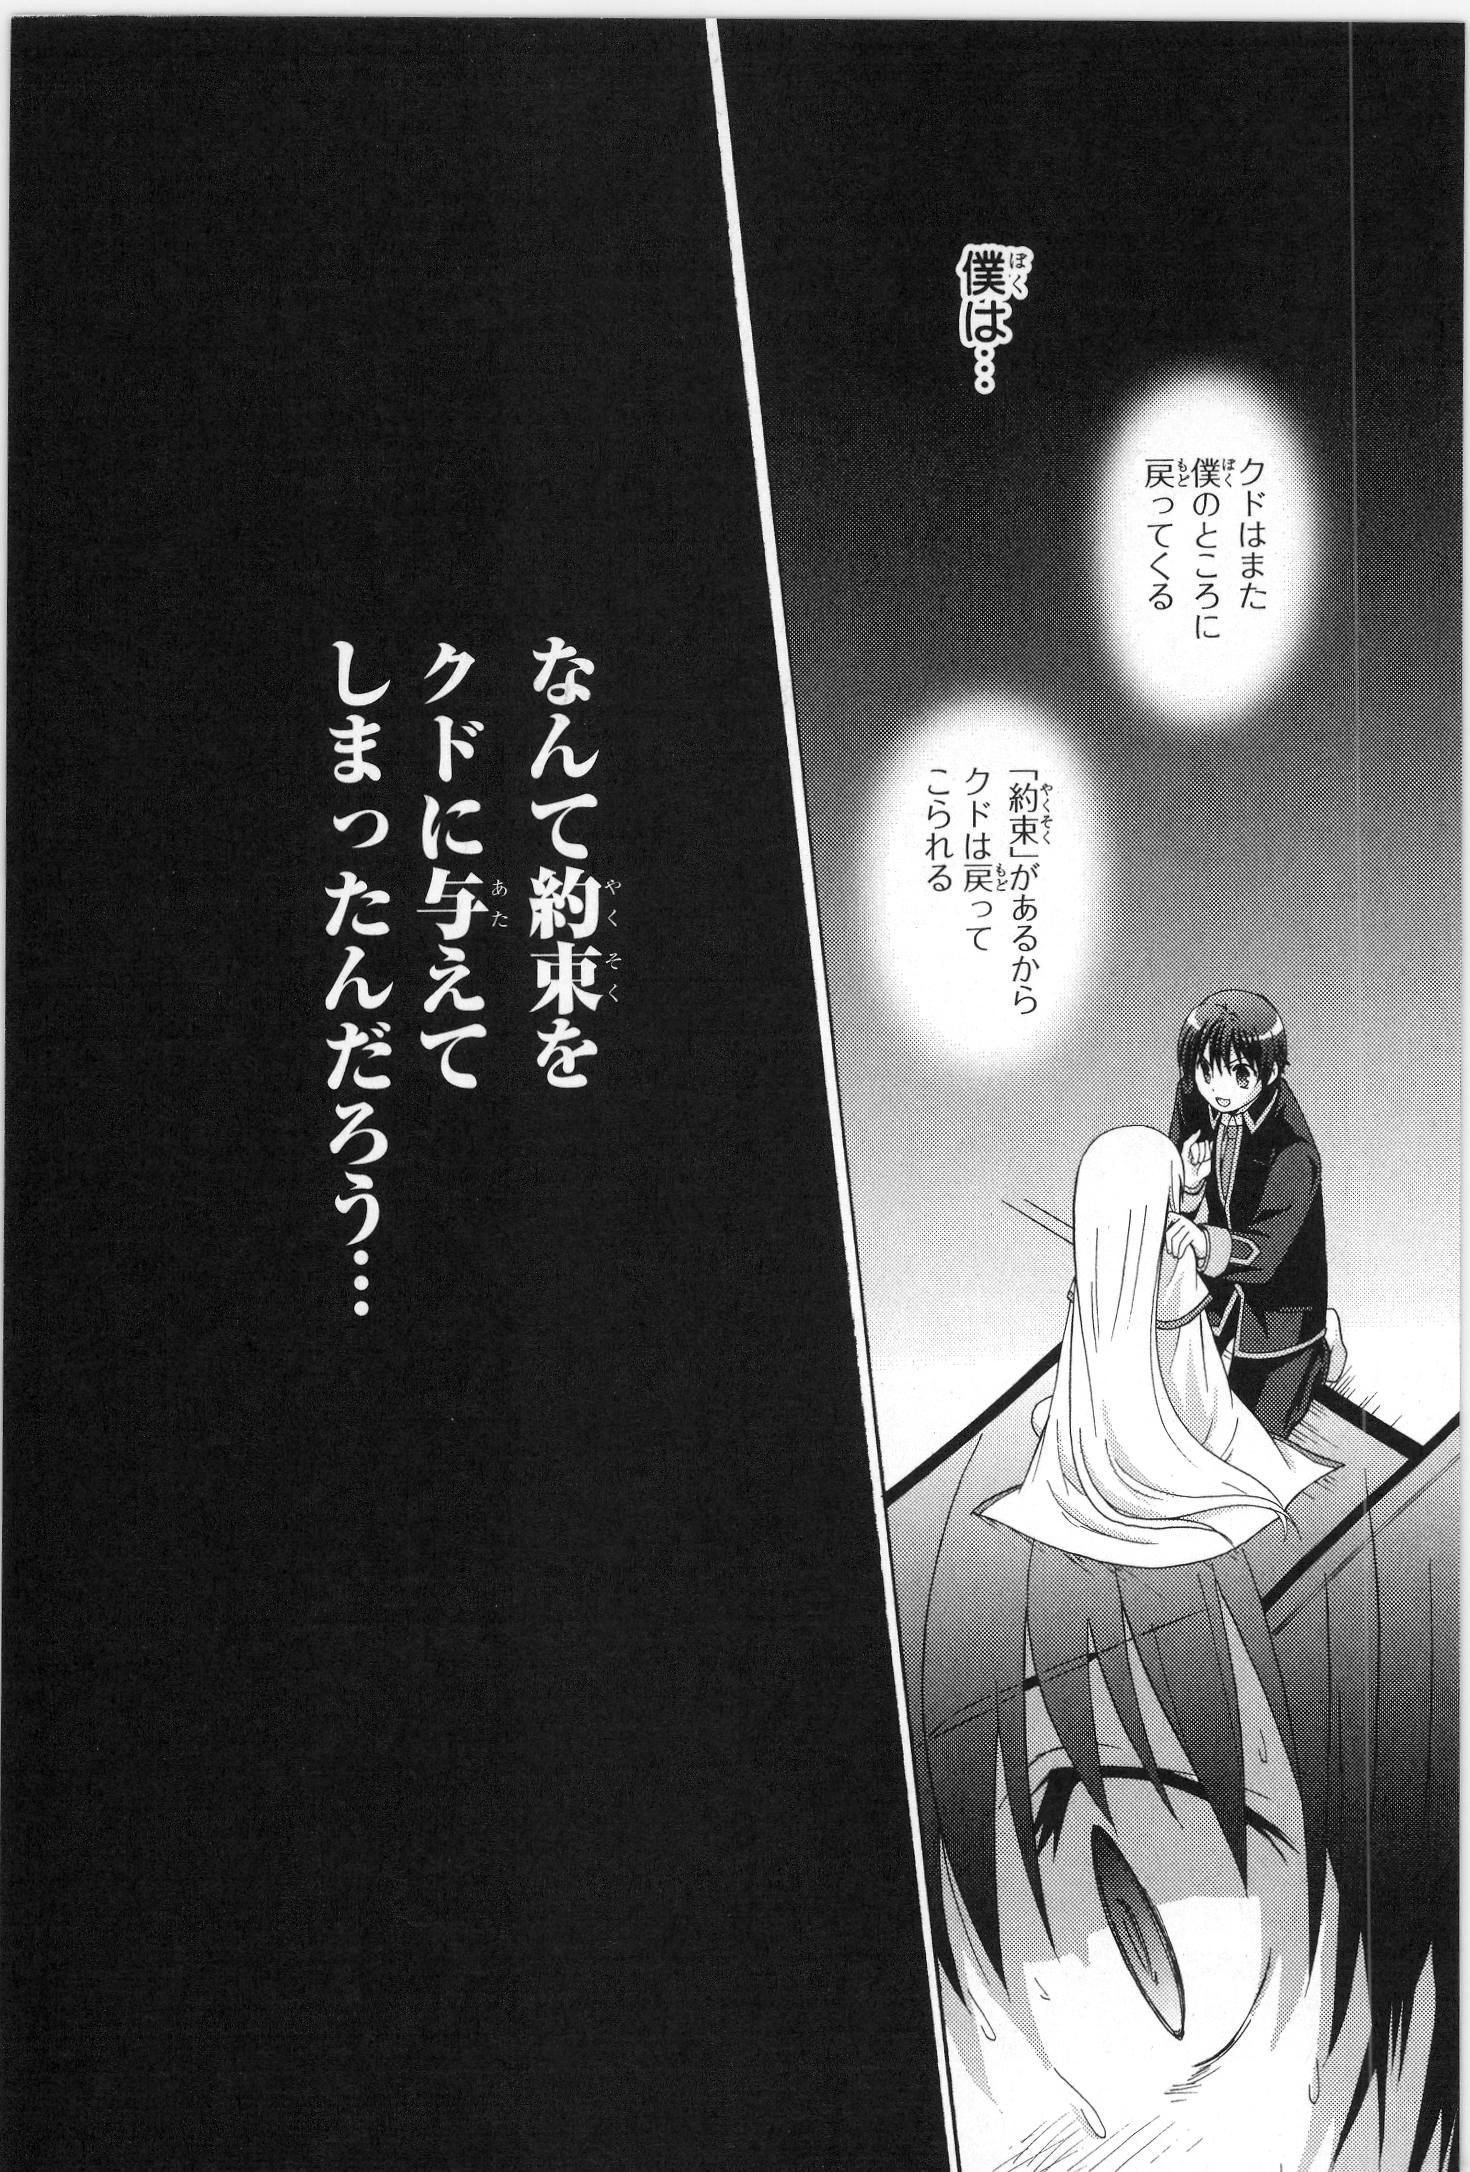 クドはまた
僕のところに
戻ってくる
「約束」があるから
クドは戻って
こられる
僕は…
なんて約束を
クドに与えて
しまったんだろう…